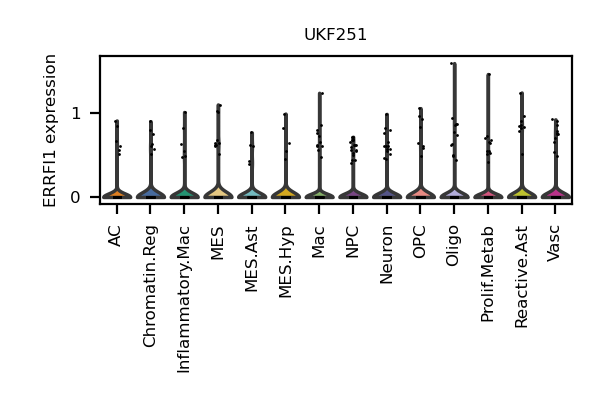 UKF251
ERRFI1 expression
1
0
AC
Chromatin.Reg
Inflammatory.Mac
MES
MES.Ast
MES.Hyp
Mac
NPC
Neuron
OPC
Oligo
Prolif.Metab
Reactive.Ast
Vasc